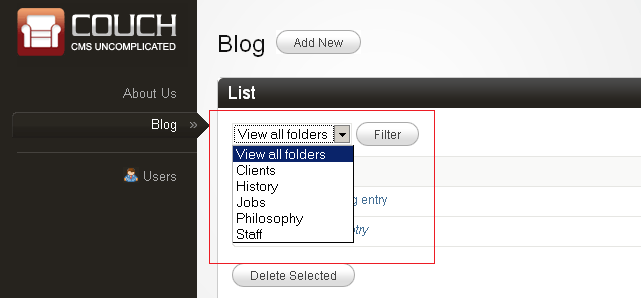 COUCH
CMS UNCOMPLICATED
Blog
Add New
About Us
List
Blog »
View all folders
Filter
View all folders
Clients
History
Jobs
entry
Philosophy
Staff
Users
Delete Selected